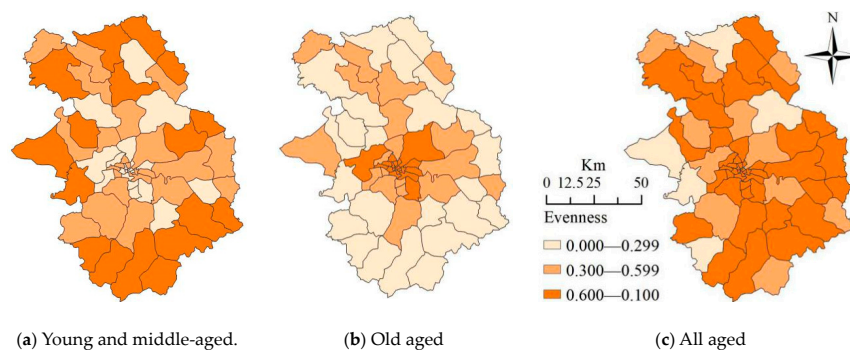 N
Km
0 12.5 25 50
Evenness
0.000—0.299
0.300—0.599
0.600—0.100
(a) Young and middle-aged.
(b) Old aged
(c) All aged